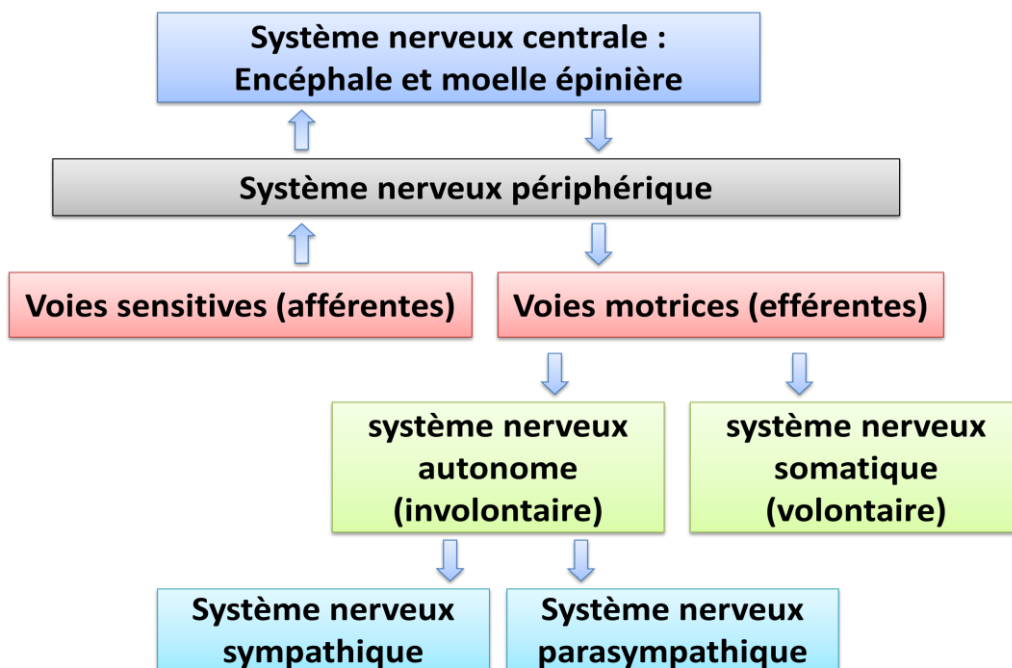 Système nerveux centrale :
Encéphale et moelle épinière
Système nerveux périphérique
Voies sensitives (afférentes)
Voies motrices (efférentes)
système nerveux
autonome
(involontaire)
système nerveux
somatique
(volontaire)
Système nerveux
sympathique
Système nerveux
parasympathique